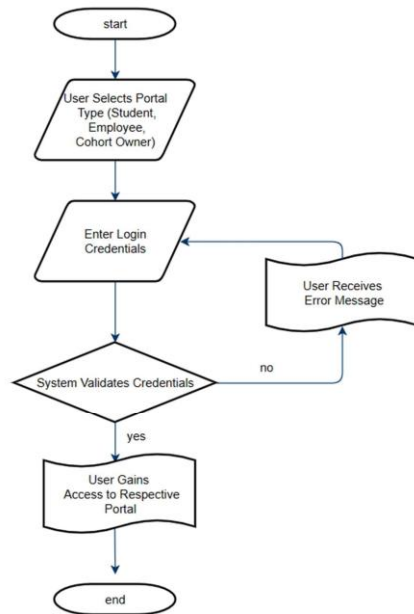 start
User Selects Portal
Type (Student,
Employee,
Cohort Owner)
Enter Login
Credentials
User Receives
Error Message
System Validates Credentials
no
yes
User Gains
Access to Respective
Portal
end